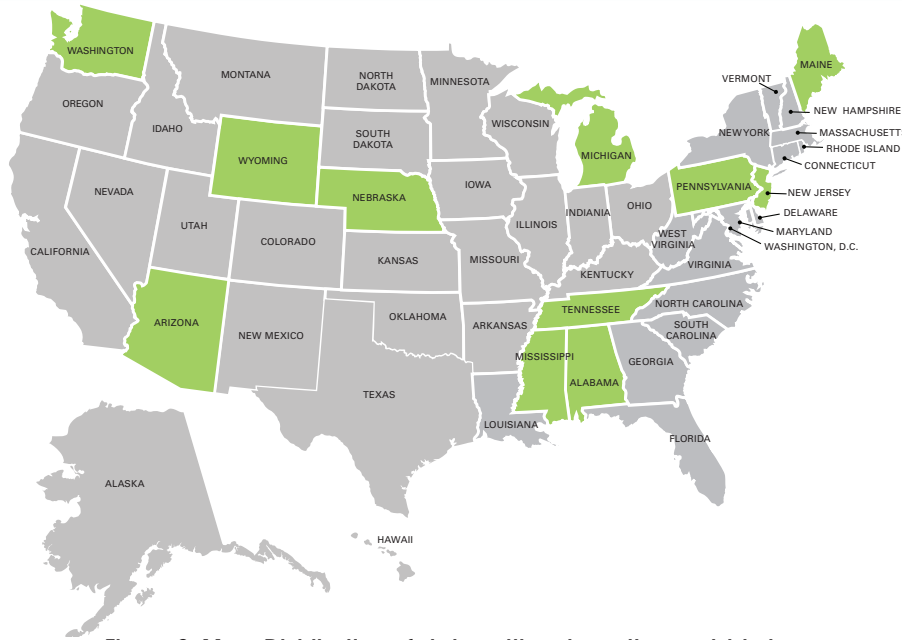 WASHINGTON
MONTANA
NORTH
DAKOTA
MINNESOTA
MAINE
VERMONT
OREGON
IDAHO
SOUTH
DAKOTA
WISCONSIN
NEW HAMPSHIRE
NEW YORK
MASSACHUSETT
RHODE ISLAND
CONNECTICUT
WYOMING
MICHIGAN
NEVADA
NEBRASKA
IOWA
PENNSYLVANIA
NEW JERSEY
UTAH
COLORADO
ILLINOIS
INDIANIA
OHIO
DELAWARE
MARYLAND
WASHINGTON, D.C.
CALIFORNIA
KANSAS
MISSOURI
WEST
VIRGINIA
VIRGINIA
KENTUCKY
ARIZONA
NEW MEXICO
OKLAHOMA
ARKANSAS
TENNESSEE
NORTH CAROLINA
SOUTH
CAROLINA
MISSISSIPPI
ALABAMA
GEORGIA
TEXAS
LOUISIANA
FLORIDA
ALASKA
HAWAII